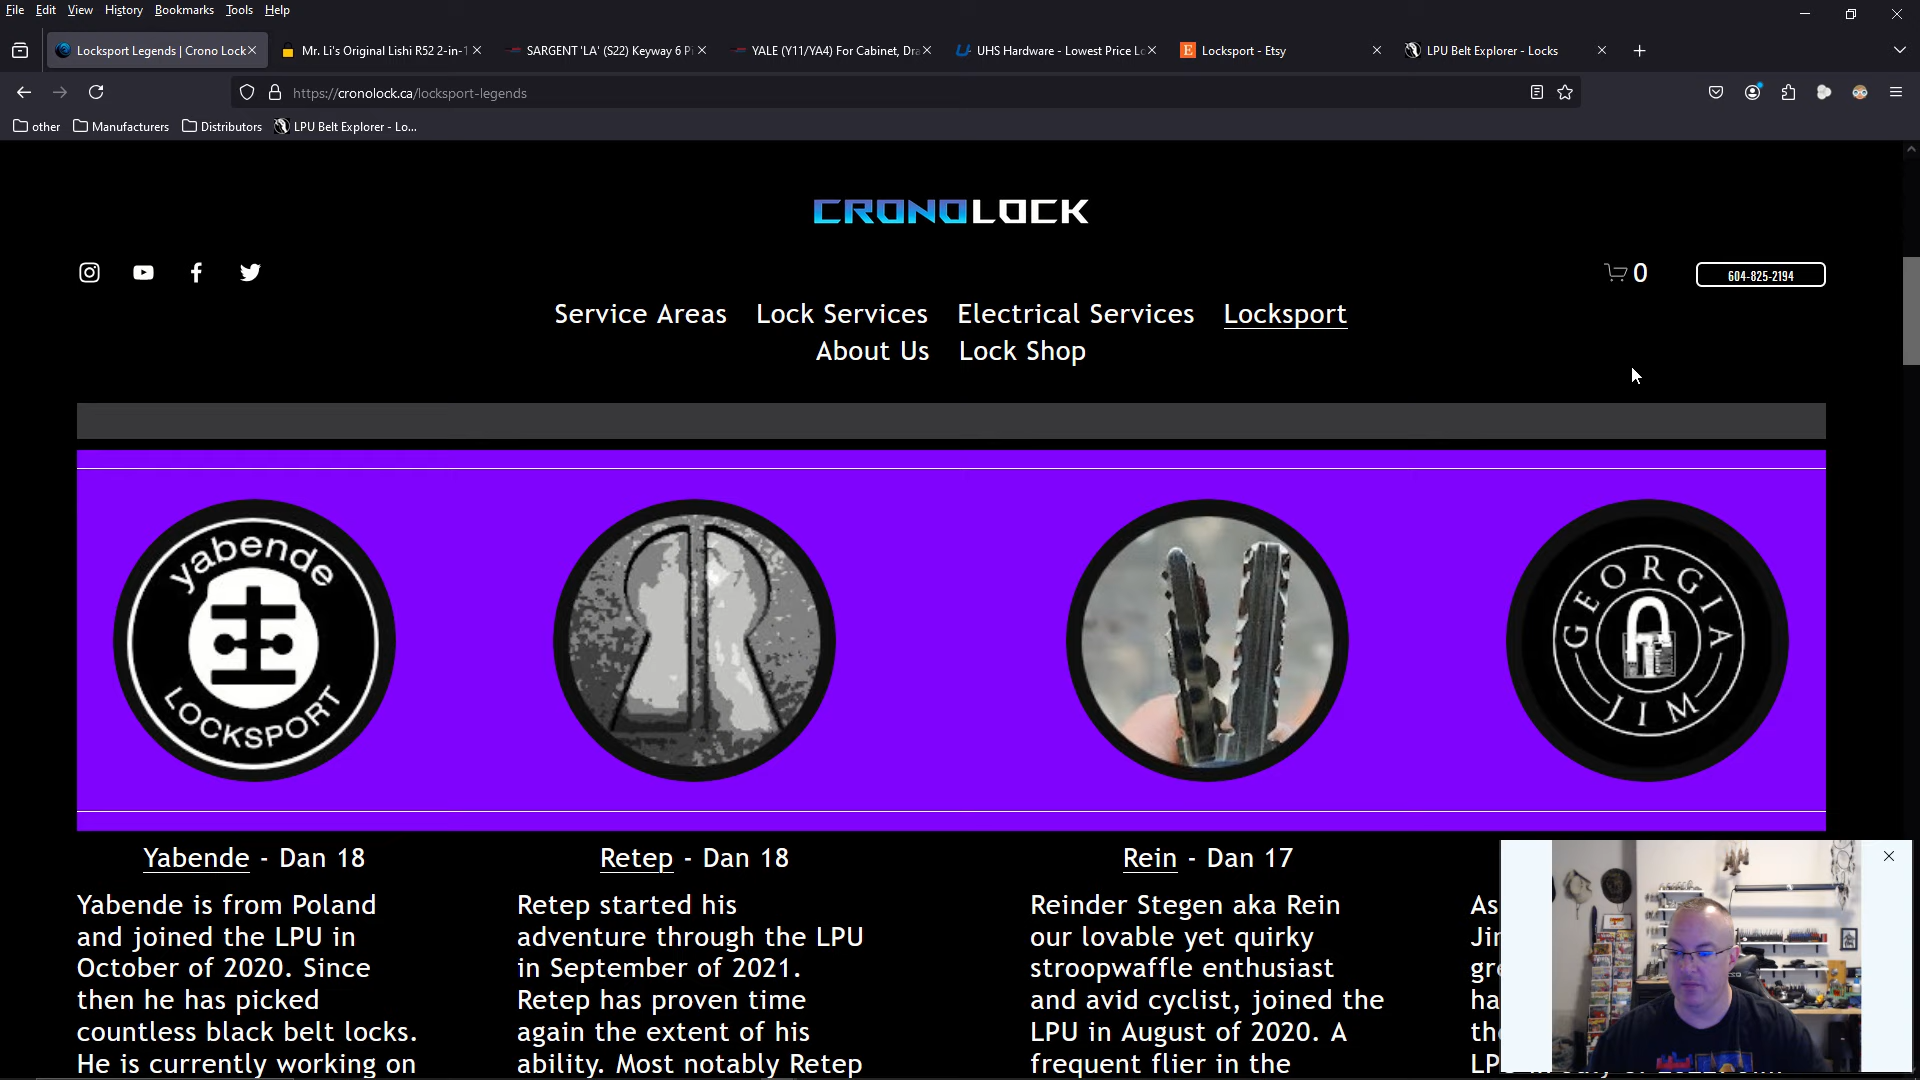 File Edit View History Bookmarks Tools Help
Locksport Legends | Crono Lock
Mr. Li's Original Lishi R52 2-in-1
SARGENT 'LA' (S22) Keyway 6 Pi
YALE (Y11/YA4) For Cabinet, Dra
UHS Hardware - Lowest Price Lo
Locksport - Etsy
LPU Belt Explorer - Locks
https://cronolock.ca/locksport-legends
other Manufacturers Distributors LPU Belt Explorer - Lo...
CRONOLOCK
0
604-825-2194
Service Areas Lock Services Electrical Services Locksport
About Us Lock Shop
yabende
LOCKSPORT
GEORGIA
JIM
Yabende - Dan 18
Yabende is from Poland
and joined the LPU in
October of 2020. Since
then he has picked
countless black belt locks.
He is currently working on
Retep - Dan 18
Retep started his
adventure through the LPU
in September of 2021.
Retep has proven time
again the extent of his
ability. Most notably Retep
Rein - Dan 17
Reinder Stegen aka Rein
our lovable yet quirky
stroopwaffle enthusiast
and avid cyclist, joined the
LPU in August of 2020. A
frequent flier in the
As